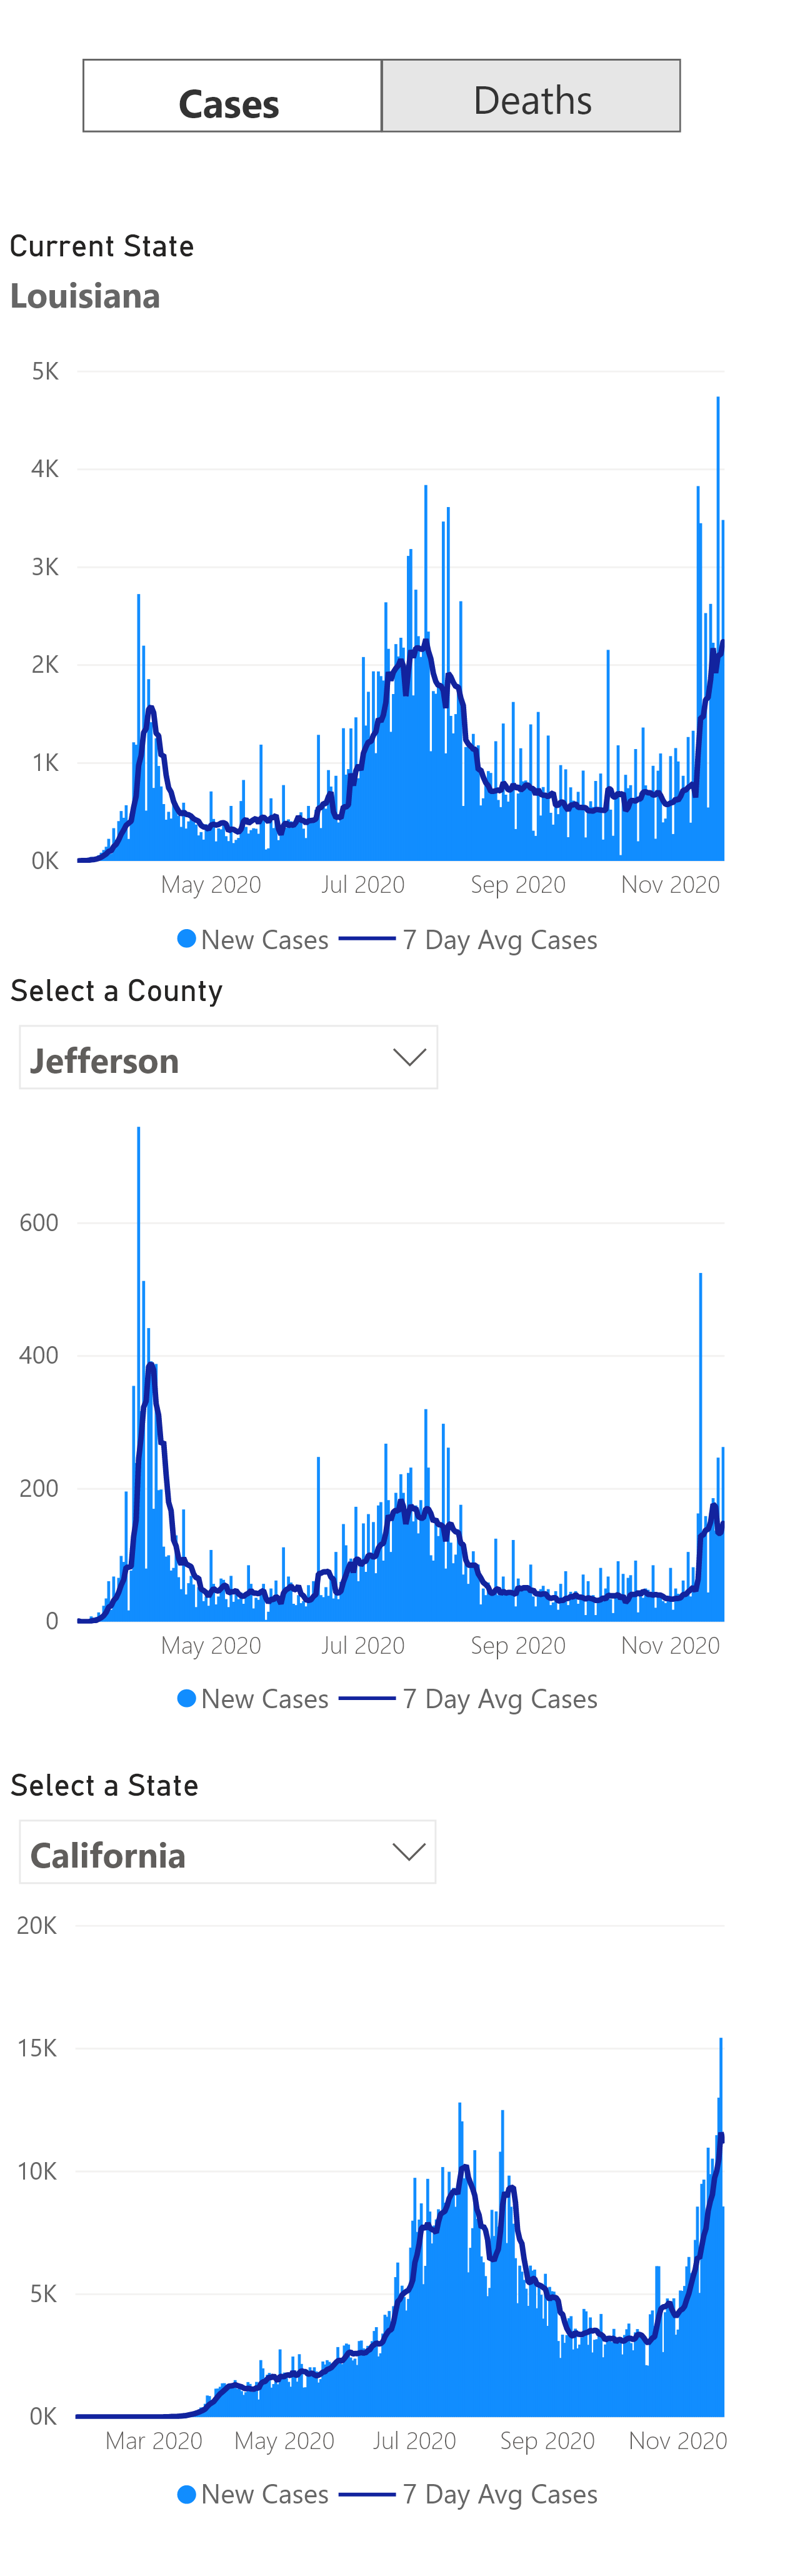 Cases Deaths
Current State
Louisiana
5K
4K
3K
2K
1K
0K
May 2020 Jul 2020 Sep 2020 Nov 2020
New Cases 7 Day Avg Cases
Select a County
Jefferson
600
400
200
0
May 2020 Jul 2020 Sep 2020 Nov 2020
New Cases 7 Day Avg Cases
Select a State
California
20K
15K
10K
5K
0K
Mar 2020 May 2020 Jul 2020 Sep 2020 Nov 2020
New Cases 7 Day Avg Cases